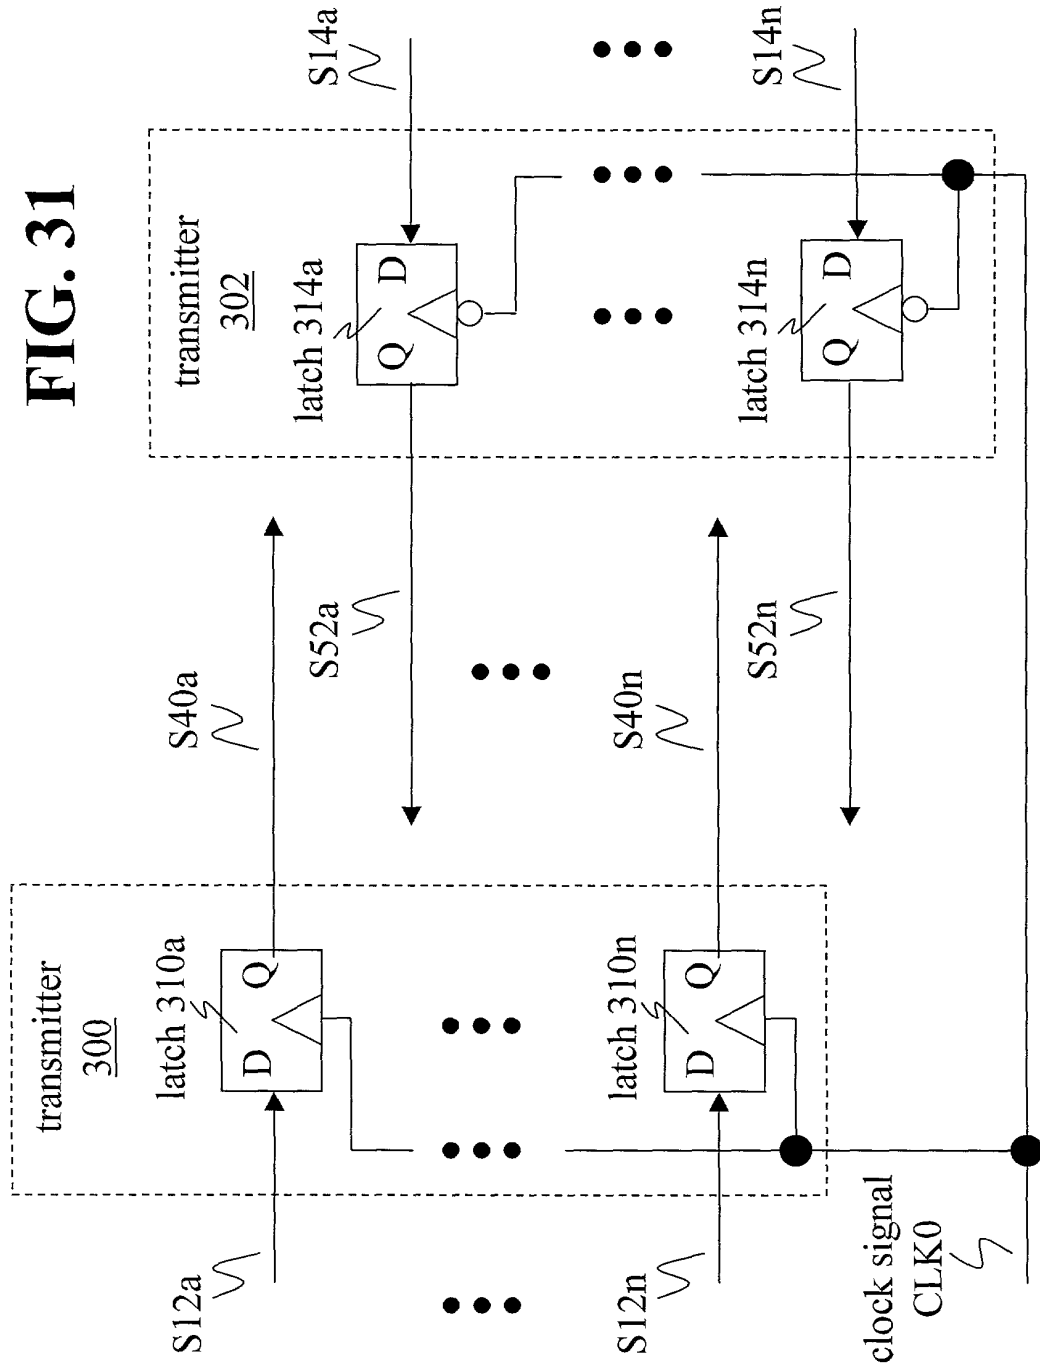 FIG. 31
transmitter
300
latch 310a
D
Q
S12a
S40a
transmitter
302
latch 314a
Q
D
S14a
S52a
latch 310n
D
Q
S12n
S40n
latch 314n
Q
D
S14n
S52n
clock signal
CLK0